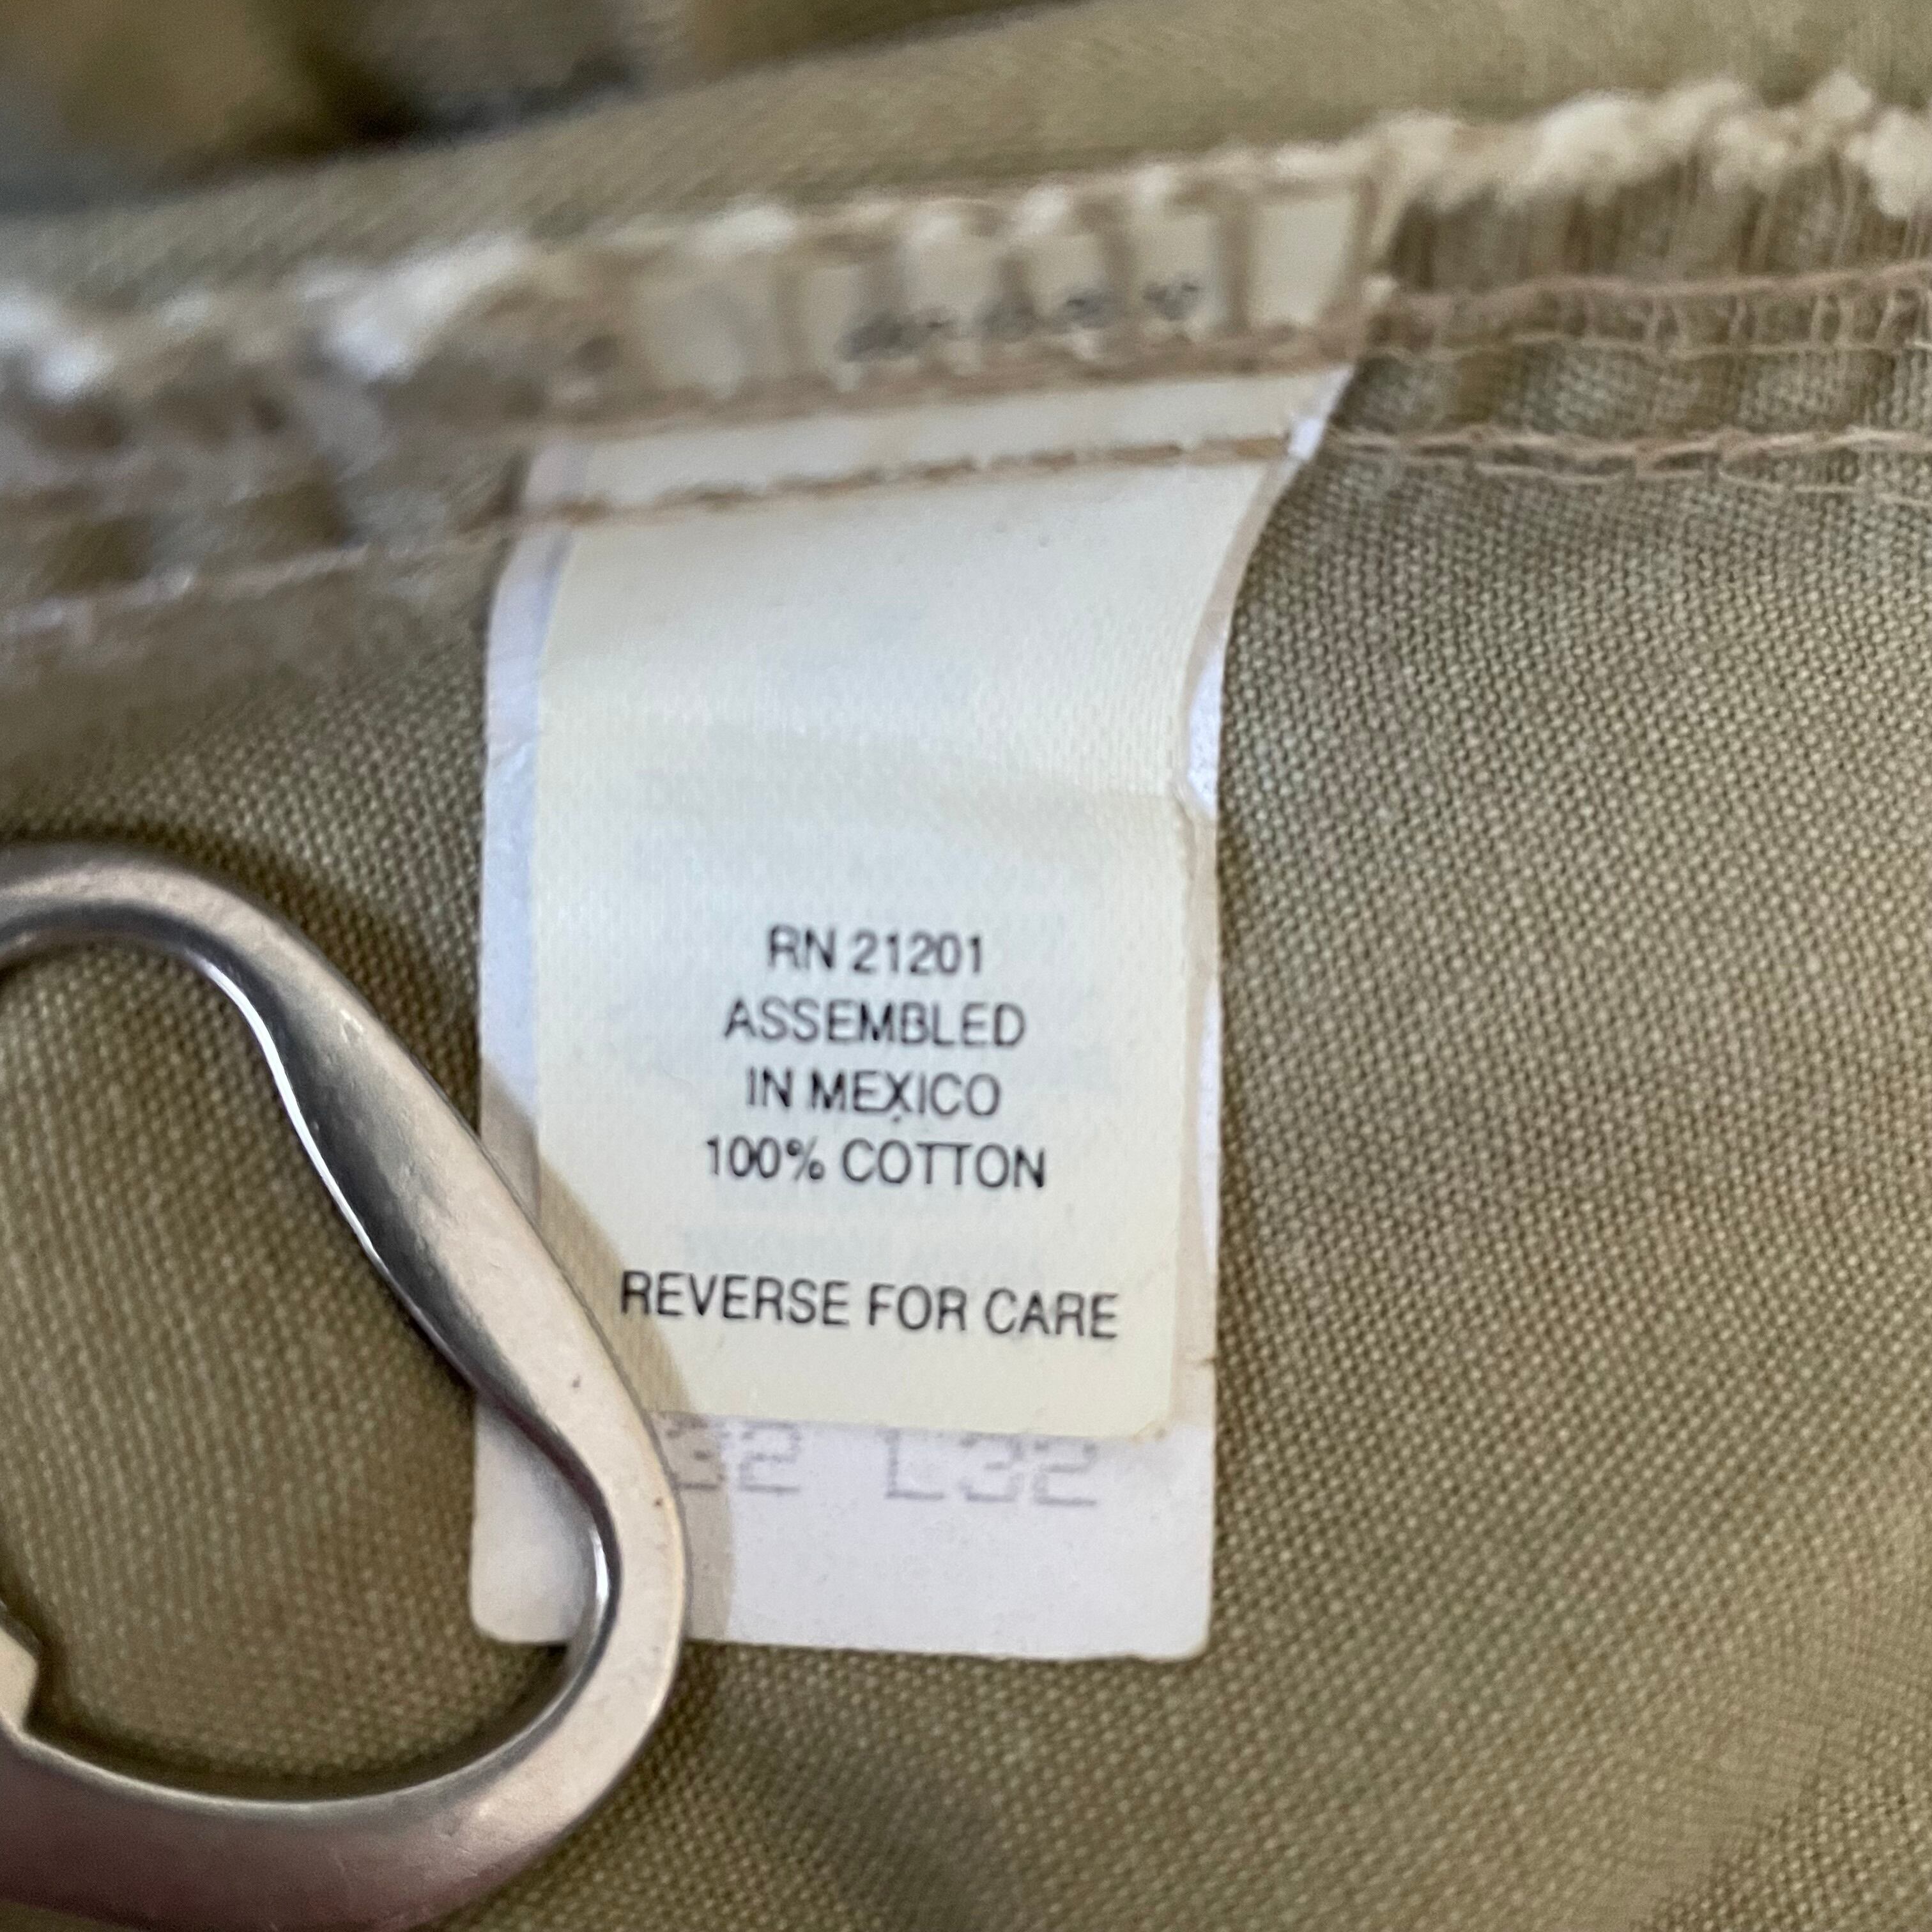 RN 21201
ASSEMBLED
IN MEXICO
100% COTTON
REVERSE FOR CARE
L32